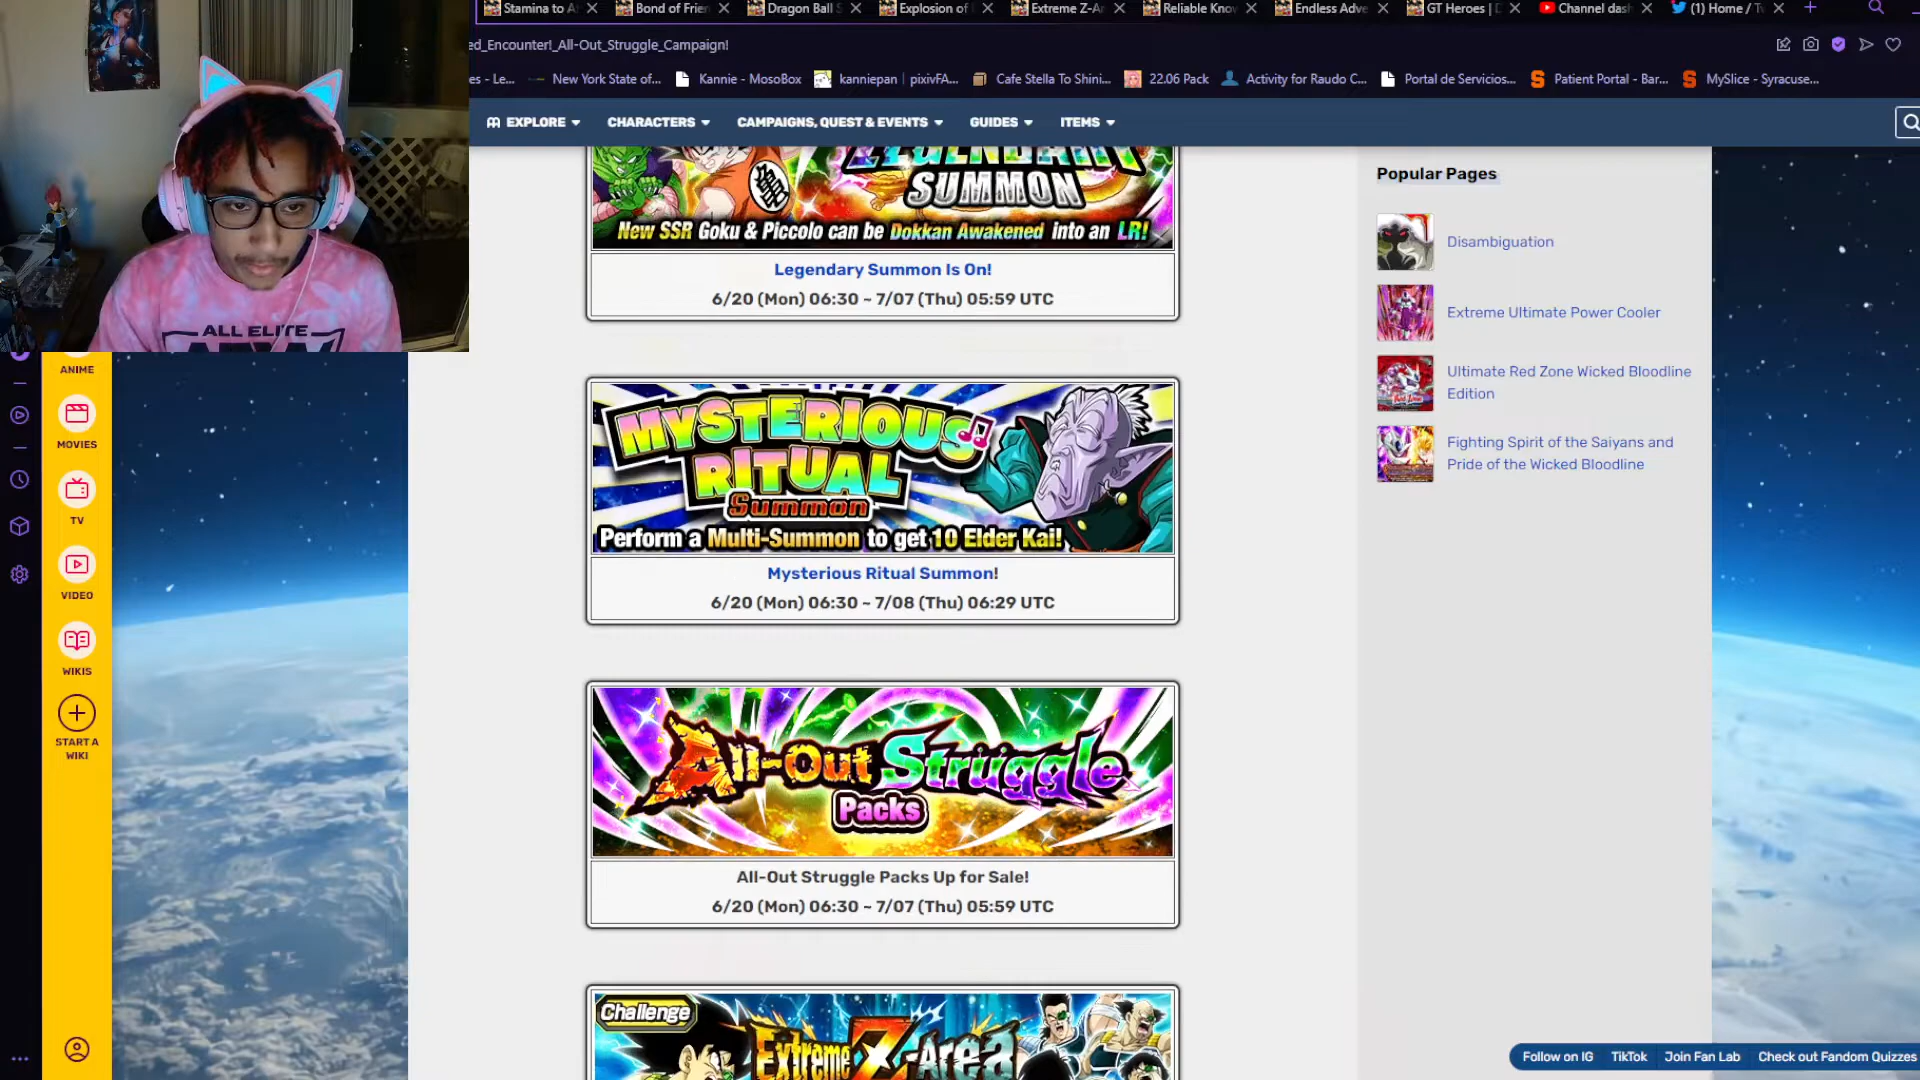 Stamina to A
Bond of Frien
Dragon Ball S
Explosion of
Extreme Z-Ar
Reliable Know
Endless Adve
GT Heroes | D
Channel dash
(1) Home / Tw
ed_Encounter!_All-Out_Struggle_Campaign!
es - Le...
New York State of...
Kannie - MosoBox
kanniepan | pixivFA...
Cafe Stella To Shini...
22.06 Pack
Activity for Raudo C...
Portal de Servicios...
Patient Portal - Bar...
MySlice - Syracuse...
EXPLORE
CHARACTERS
CAMPAIGNS, QUEST & EVENTS
GUIDES
ITEMS
LEGENDARY
SUMMON
New SSR Goku & Piccolo can be Dokkan Awakened into an LR!
Legendary Summon Is On!
6/20 (Mon) 06:30 ~ 7/07 (Thu) 05:59 UTC
MYSTERIOUS
RITUAL
Summon
Perform a Multi-Summon to get 10 Elder Kai!
Mysterious Ritual Summon!
6/20 (Mon) 06:30 ~ 7/08 (Thu) 06:29 UTC
All-Out Struggle
Packs
All-Out Struggle Packs Up for Sale!
6/20 (Mon) 06:30 ~ 7/07 (Thu) 05:59 UTC
Challenge
Extreme Z-Area
Popular Pages
Disambiguation
Extreme Ultimate Power Cooler
Ultimate Red Zone Wicked Bloodline
Edition
Fighting Spirit of the Saiyans and
Pride of the Wicked Bloodline
ALL ELITE
ANIME
MOVIES
TV
VIDEO
WIKIS
START A
WIKI
Follow on IG
TikTok
Join Fan Lab
Check out Fandom Quizzes